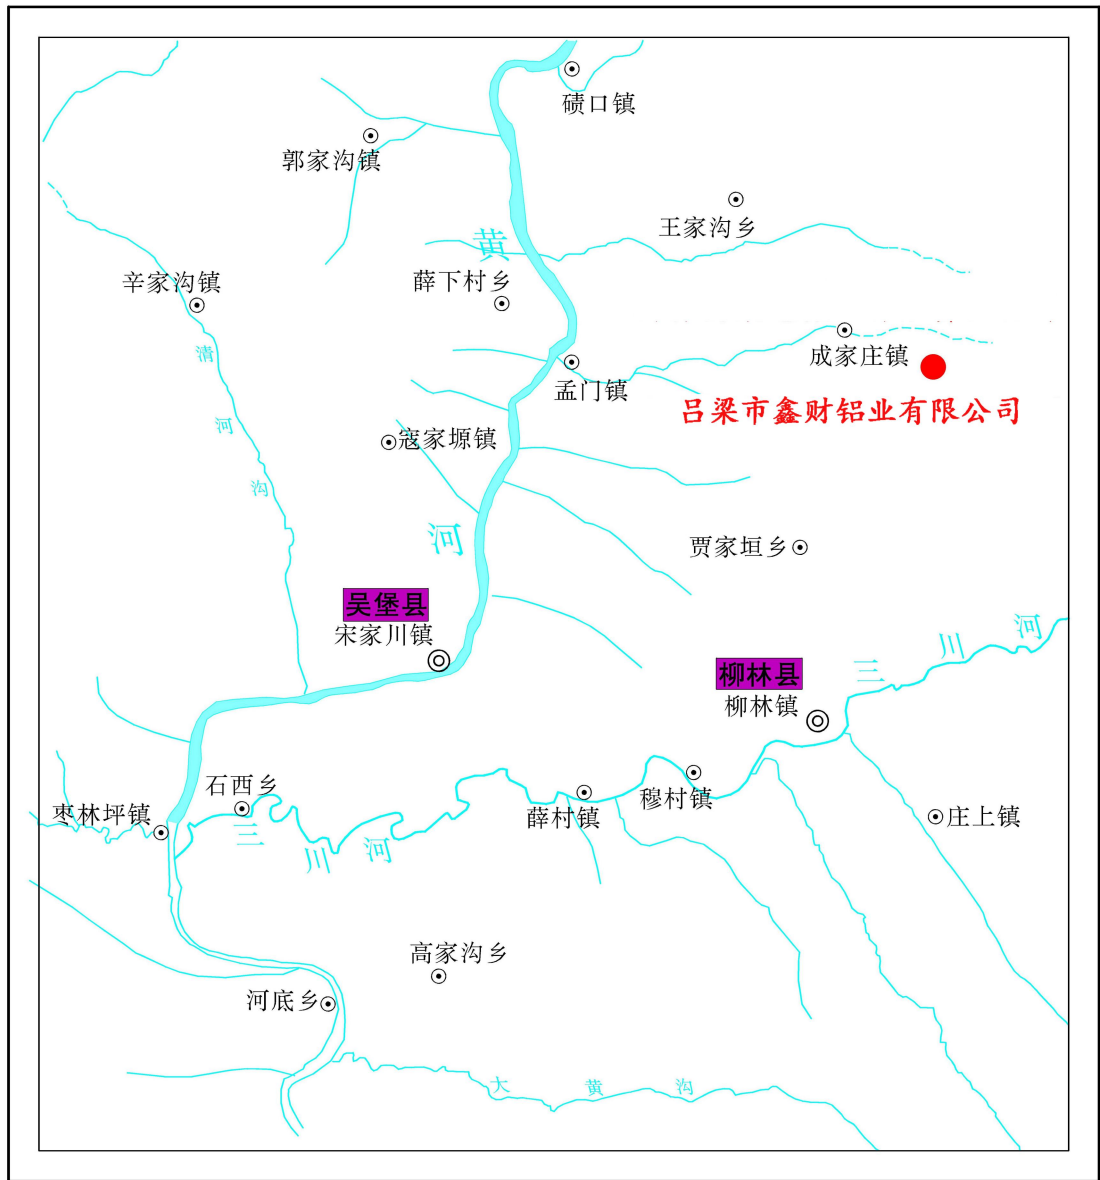 碛口镇
郭家沟镇
王家沟乡
黄
薛下村乡
辛家沟镇
清
成家庄镇
孟门镇
吕梁市鑫财铝业有限公司
河
寇家塬镇
沟
河
贾家垣乡
吴堡县
宋家川镇
三川河
柳林县
柳林镇
石西乡
枣林坪镇
穆村镇
薛村镇
庄上镇
三川河
高家沟乡
河底乡
大黄沟